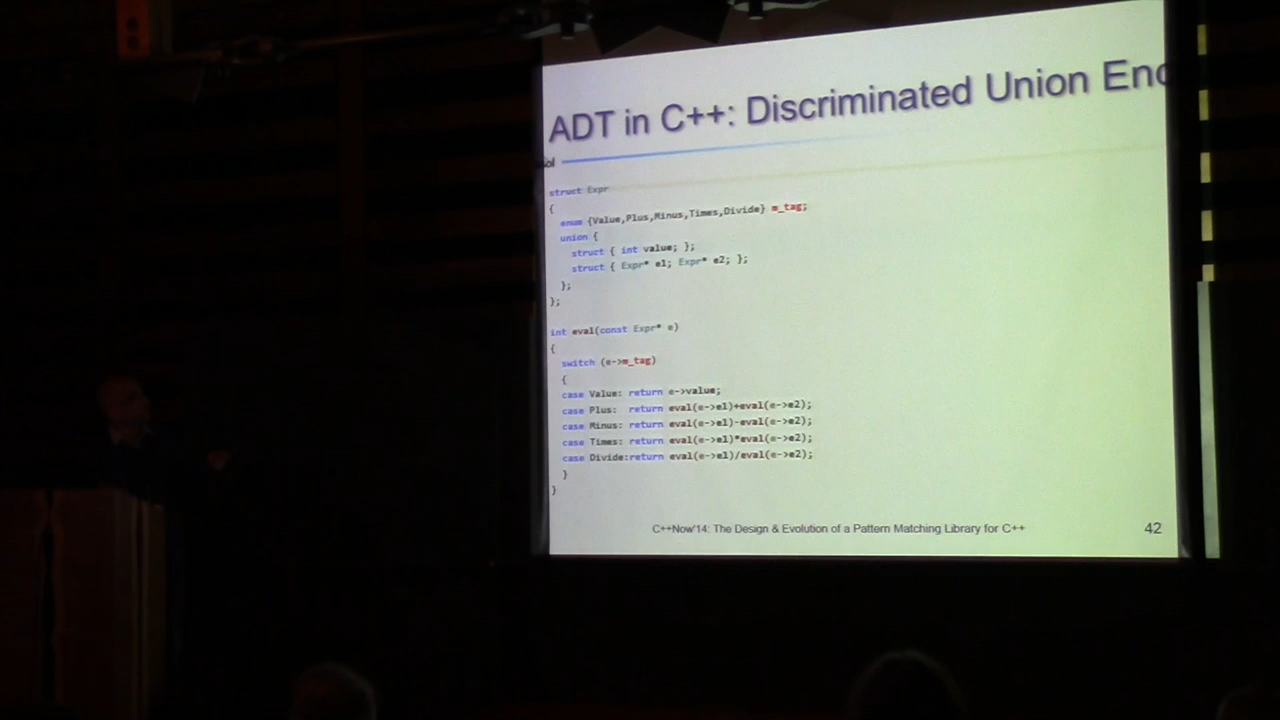 ADT in C++: Discriminated Union Enc
ol
struct Expr
{
enum {Value,Plus,Minus,Times,Divide} m_tag;
union {
struct { int value; };
struct { Expr* e1; Expr* e2; };
};
};
int eval(const Expr* e)
{
switch (e->m_tag)
{
case Value: return e->value;
case Plus: return eval(e->e1)+eval(e->e2);
case Minus: return eval(e->e1)-eval(e->e2);
case Times: return eval(e->e1)*eval(e->e2);
case Divide:return eval(e->e1)/eval(e->e2);
}
}
C++Now'14: The Design & Evolution of a Pattern Matching Library for C++
42